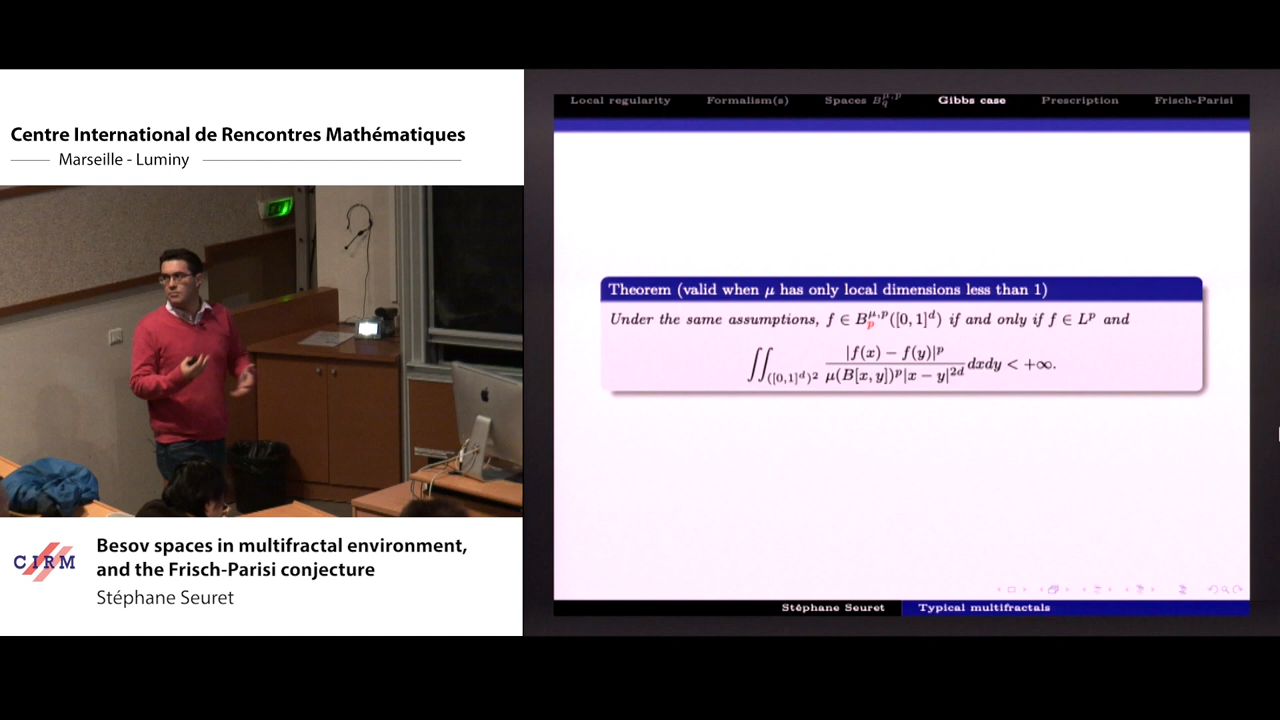 Centre International de Rencontres Mathématiques
Marseille - Luminy
CIRM
Besov spaces in multifractal environment,
and the Frisch-Parisi conjecture
Stéphane Seuret
Local regularity Formalism(s) Spaces $B_q^{\mu,p}$ Gibbs case Prescription Frisch-Parisi
Theorem (valid when μ has only local dimensions less than 1)
Under the same assumptions, $f \in B_p^{\mu,p}([0,1]^d)$ if and only if $f \in L^p$ and
$\iint_{([0,1]^d)^2} \frac{|f(x) - f(y)|^p}{\mu(B[x,y])^p |x-y|^{2d}} dxdy < +\infty.$
Stéphane Seuret Typical multifractals